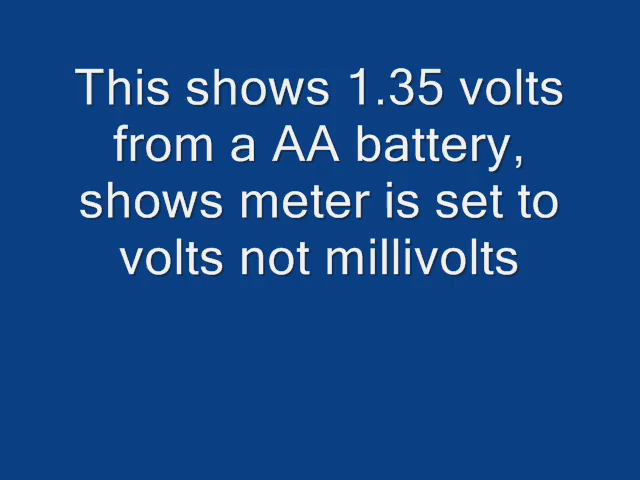 This shows 1.35 volts
from a AA battery,
shows meter is set to
volts not millivolts